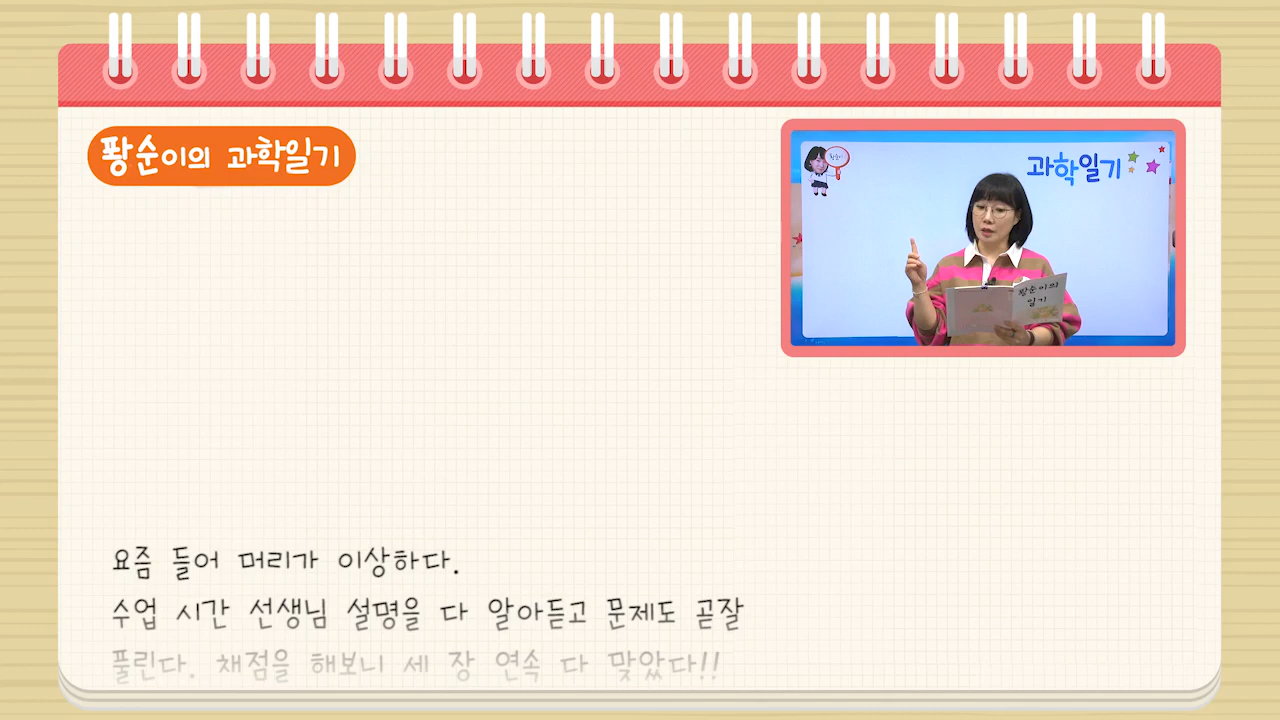 퐝순이의 과학일기
과학일기
퐝순이의
일기
요즘 들어 머리가 이상하다.
수업 시간 선생님 설명을 다 알아듣고 문제도 곧잘
풀린다. 채점을 해보니 세 장 연속 다 맞았다!!